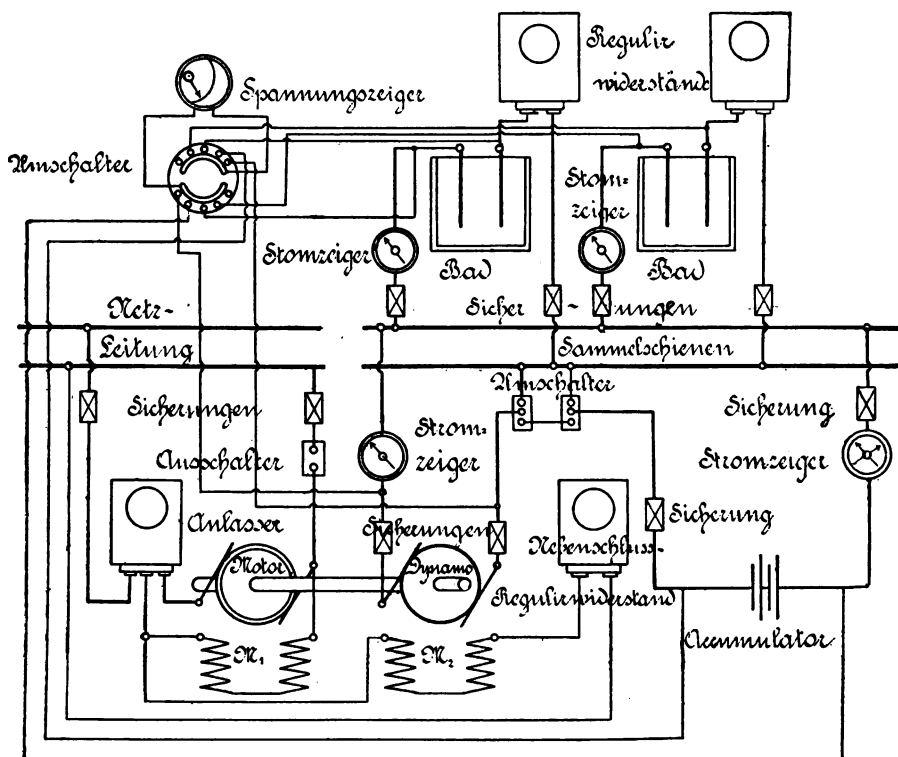 Regulir
widerstände
Spannungszeiger
Umschalter
Strom-
zeiger
Stromzeiger
Bad
Bad
Sicher - ungen
Netz-
Leitung
Sammelschienen
Umschalter
Sicherungen
Strom-
zeiger
Sicherung
Ausschalter
Stromzeiger
Anlasser
Sicherungen
Sicherung
Nebenschluss-
Regulirwiderstand
Motor
Dynamo
M1
M2
Accumulator